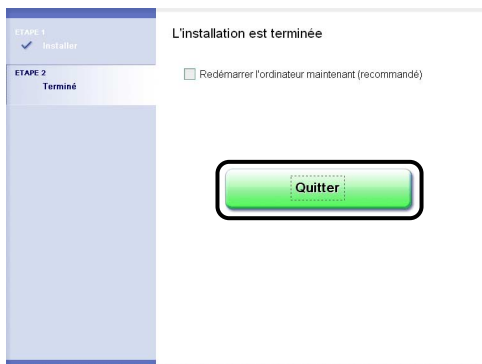 ETAPE 1
Installer
ETAPE 2
Terminé
L'installation est terminée
Redémarrer l'ordinateur maintenant (recommandé)
Quitter